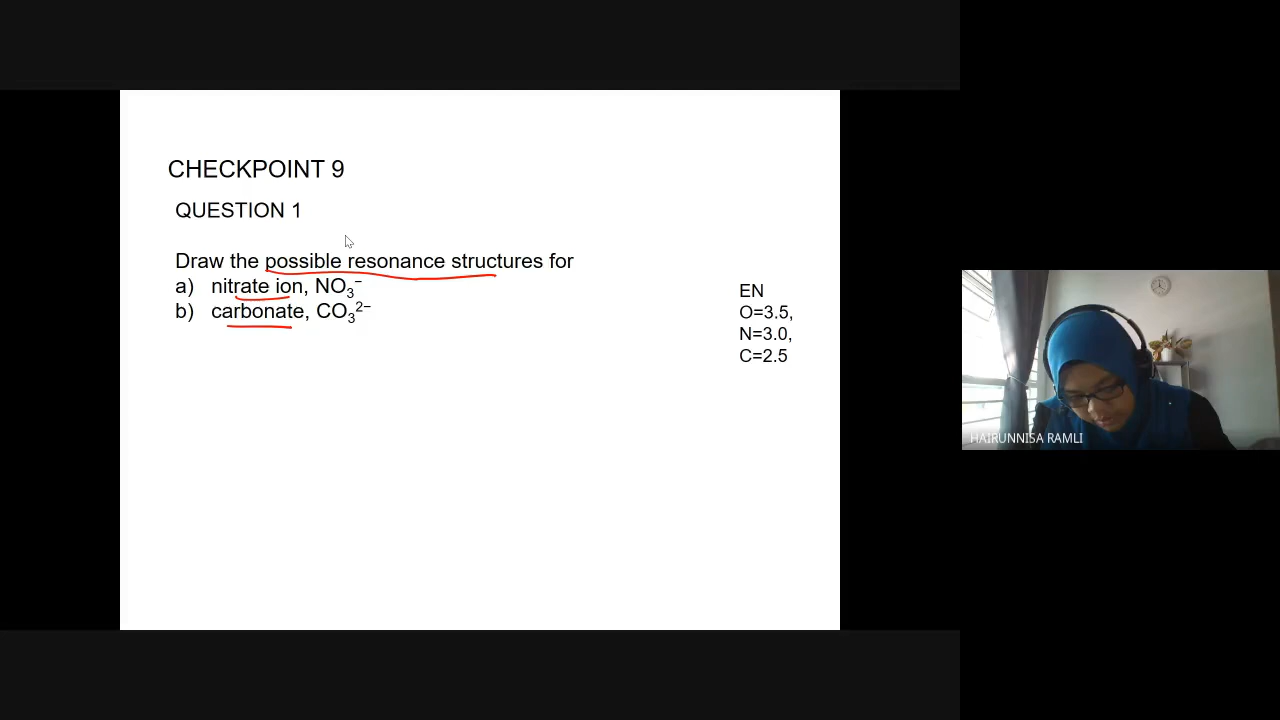 CHECKPOINT 9
QUESTION 1
Draw the possible resonance structures for
a) nitrate ion, NO₃⁻
b) carbonate, CO₃²⁻
EN
O=3.5,
N=3.0,
C=2.5
HAIRUNNISA RAMLI